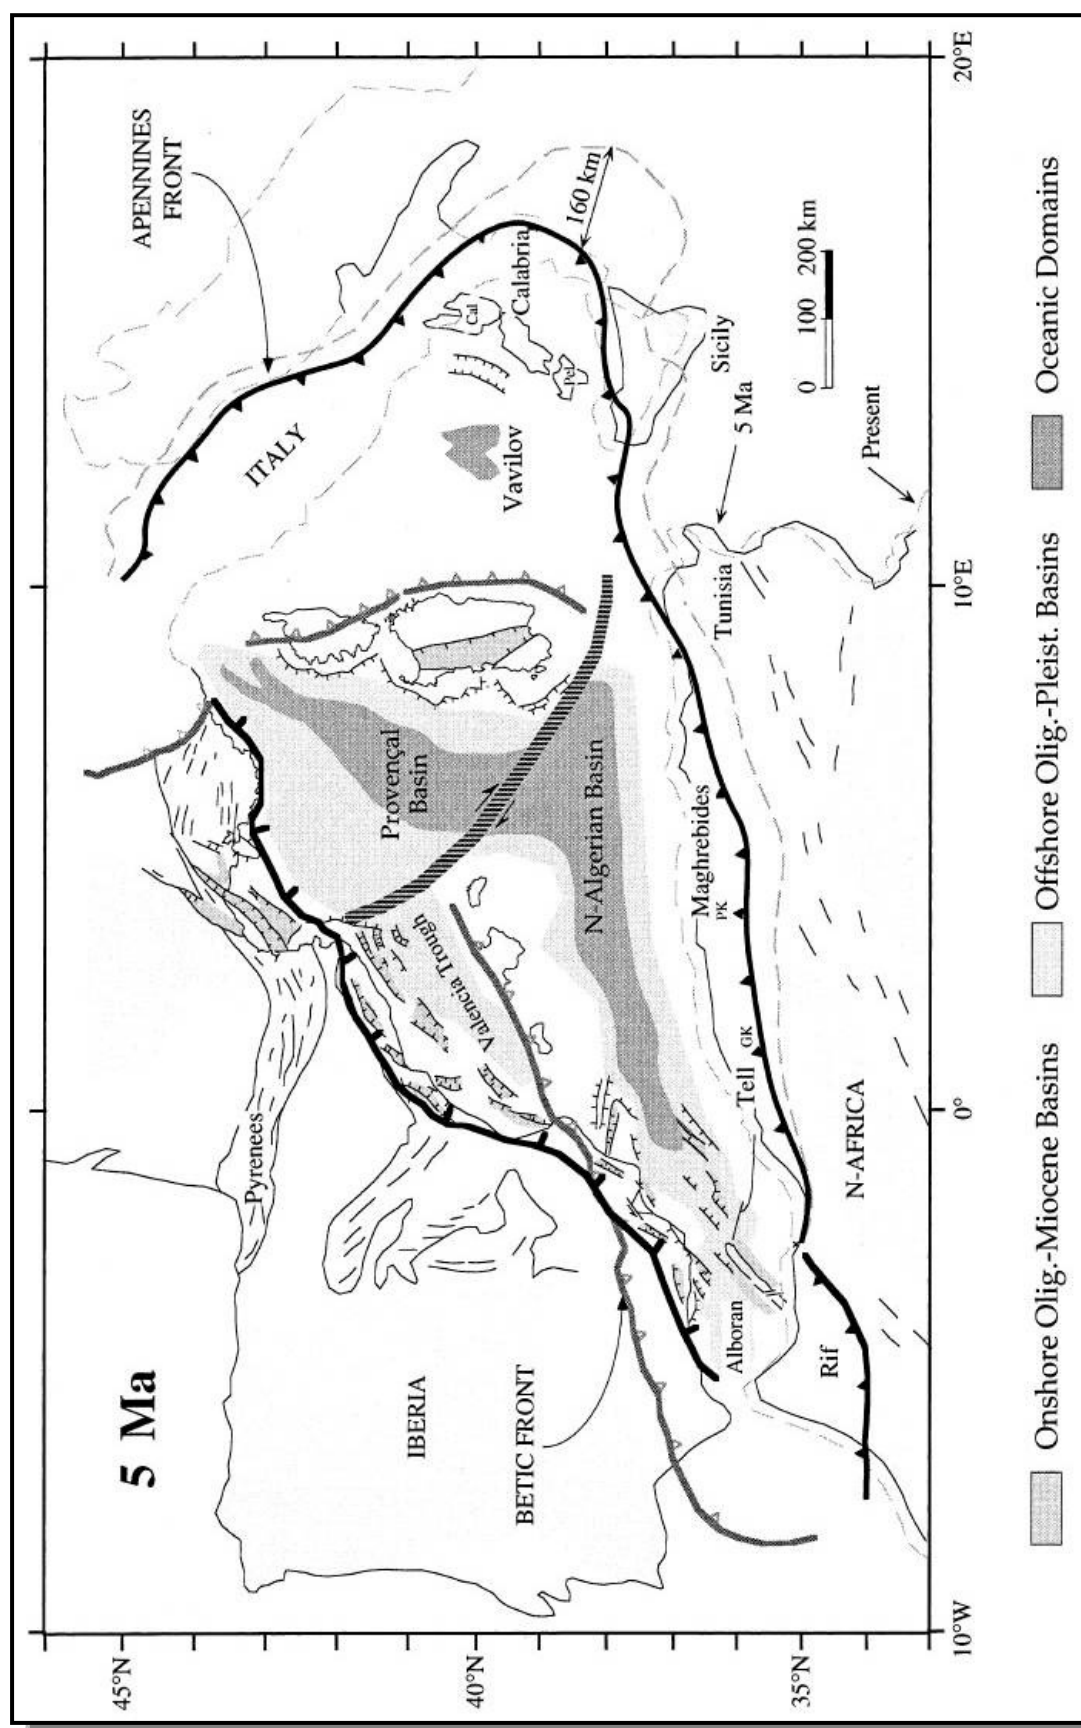 5 Ma
APENNINES
FRONT
ITALY
160 km
Calabria
Cal
Pel
Vavilov
Sicily
0 100 200 km
5 Ma
Present
Tunisia
Provençal
Basin
N-Algerian Basin
Maghrebides
PK
Valencia Trough
Tell
GK
Pyrenees
N-AFRICA
IBERIA
BETIC FRONT
Alboran
Rif
45°N
40°N
35°N
10°W
0°
10°E
20°E
Onshore Olig.-Miocene Basins
Offshore Olig.-Pleist. Basins
Oceanic Domains